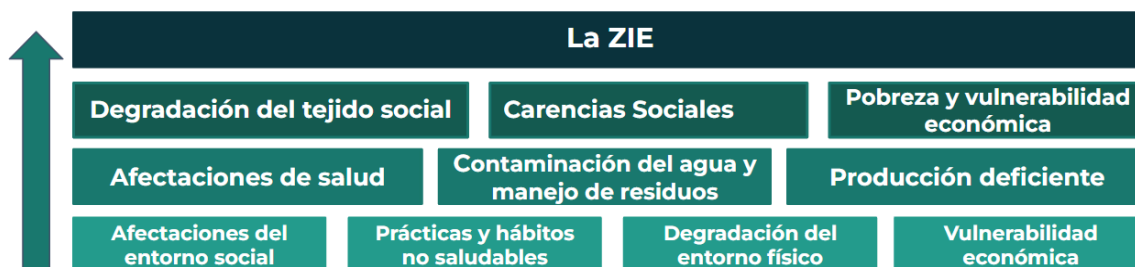 La ZIE
Degradación del tejido social
Carencias Sociales
Pobreza y vulnerabilidad
económica
Afectaciones de salud
Contaminación del agua y
manejo de residuos
Producción deficiente
Afectaciones del
entorno social
Prácticas y hábitos
no saludables
Degradación del
entorno físico
Vulnerabilidad
económica